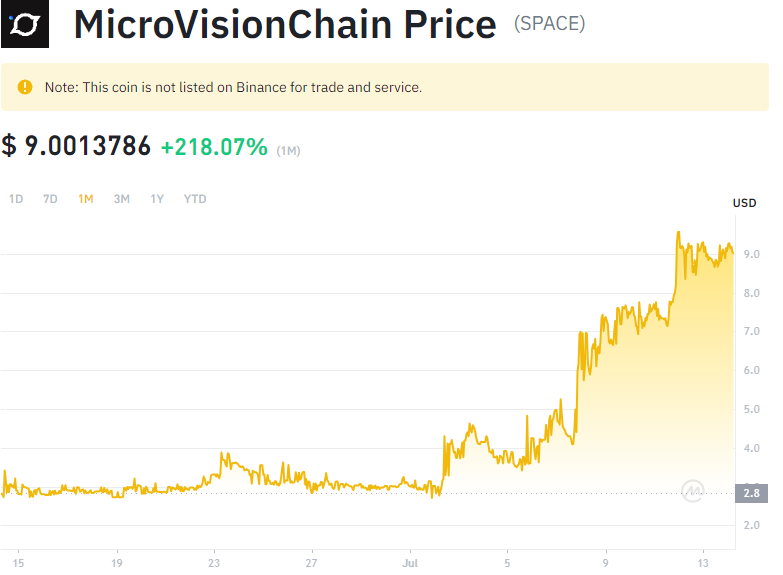 MicroVisionChain Price (SPACE)
Note: This coin is not listed on Binance for trade and service.
$ 9.0013786 +218.07% (1M)
1D 7D 1M 3M 1Y YTD
USD
9.0
8.0
7.0
6.0
5.0
4.0
2.8
2.0
15 19 23 27 Jul 5 9 13